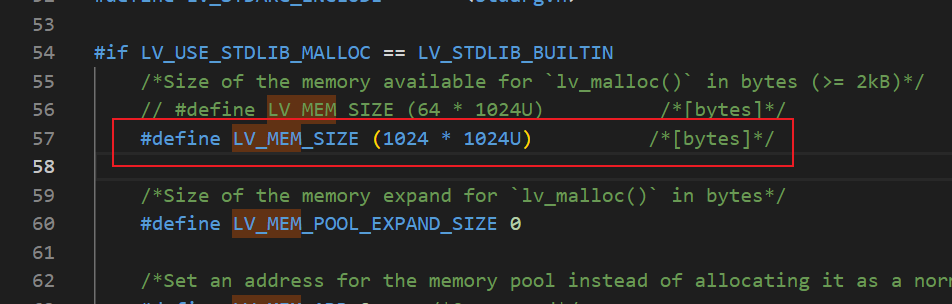 53
54 #if LV_USE_STDLIB_MALLOC == LV_STDLIB_BUILTIN
55 /*Size of the memory available for `lv_malloc()` in bytes (>= 2kB)*/
56 // #define LV_MEM_SIZE (64 * 1024U) /*[bytes]*/
57 #define LV_MEM_SIZE (1024 * 1024U) /*[bytes]*/
58
59 /*Size of the memory expand for `lv_malloc()` in bytes*/
60 #define LV_MEM_POOL_EXPAND_SIZE 0
61
62 /*Set an address for the memory pool instead of allocating it as a nor